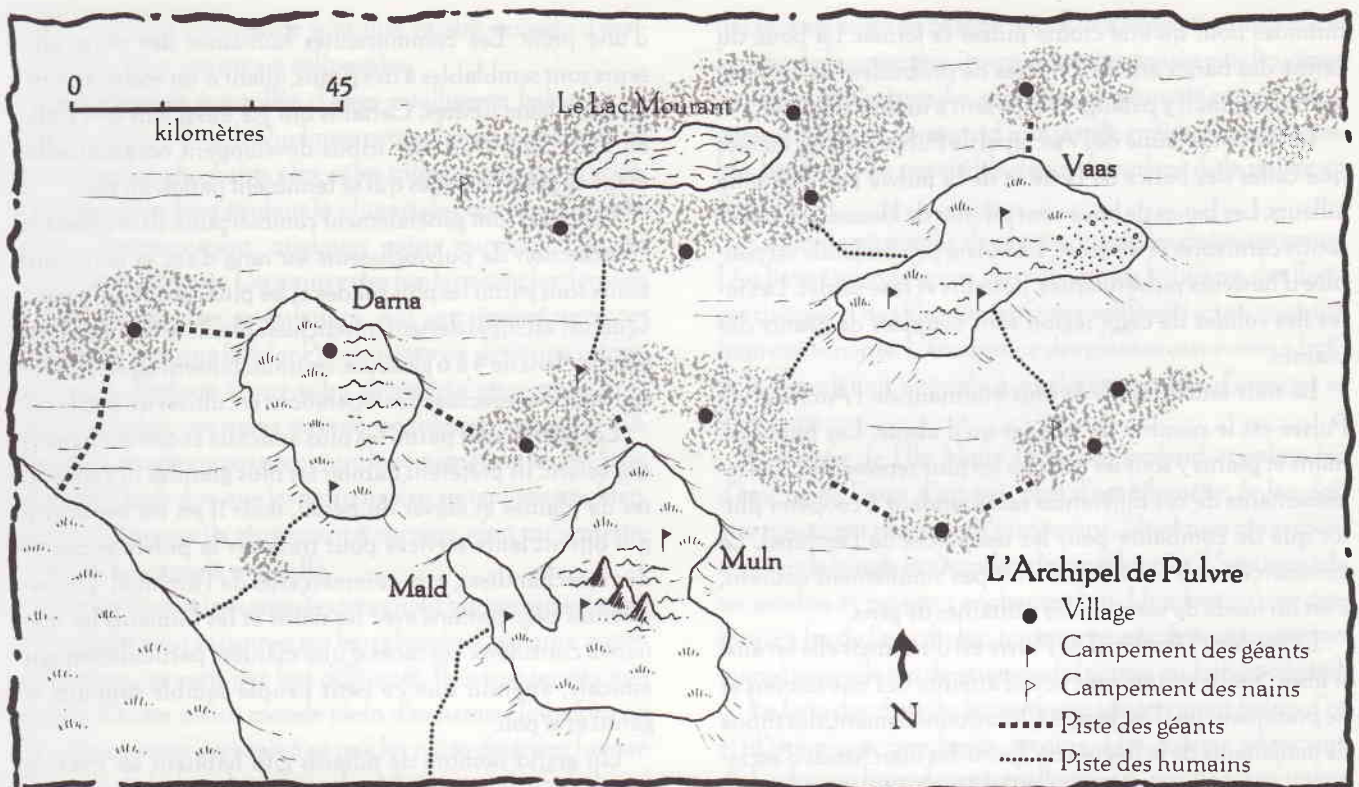 0 45
kilomètres
Le Lac Mourant
Vaas
Darna
Mald
Muln
N
L'Archipel de Pulvre
Village
Campement des géants
Campement des nains
Piste des géants
Piste des humains